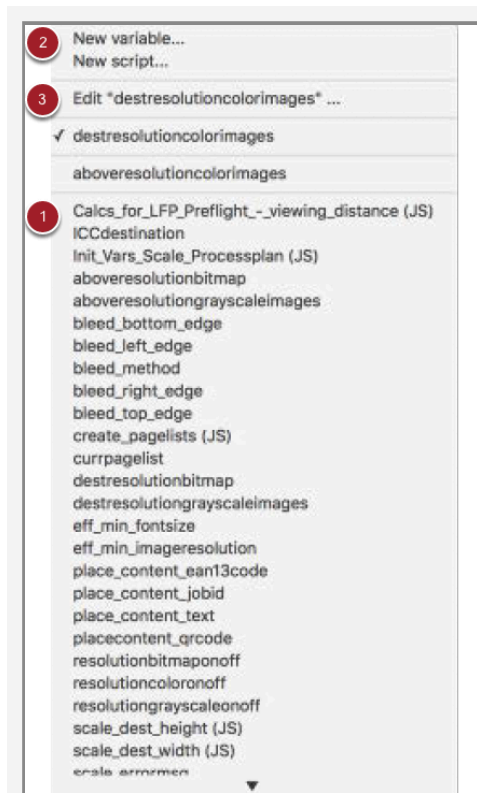 2
New variable...
New script...
3
Edit "destresolutioncolorimages" ...
✓ destresolutioncolorimages
aboveresolutioncolorimages
1
Calcs_for_LFP_Preflight_-_viewing_distance (JS)
ICCdestination
Init_Vars_Scale_Processplan (JS)
aboveresolutionbitmap
aboveresolutiongrayscaleimages
bleed_bottom_edge
bleed_left_edge
bleed_method
bleed_right_edge
bleed_top_edge
create_pagelists (JS)
currpagelist
destresolutionbitmap
destresolutiongrayscaleimages
eff_min_fontsize
eff_min_imageresolution
place_content_ean13code
place_content_jobid
place_content_text
placecontent_qrcode
resolutionbitmaponoff
resolutioncoloronoff
resolutiongrayscaleonoff
scale_dest_height (JS)
scale_dest_width (JS)
scale_errormsg